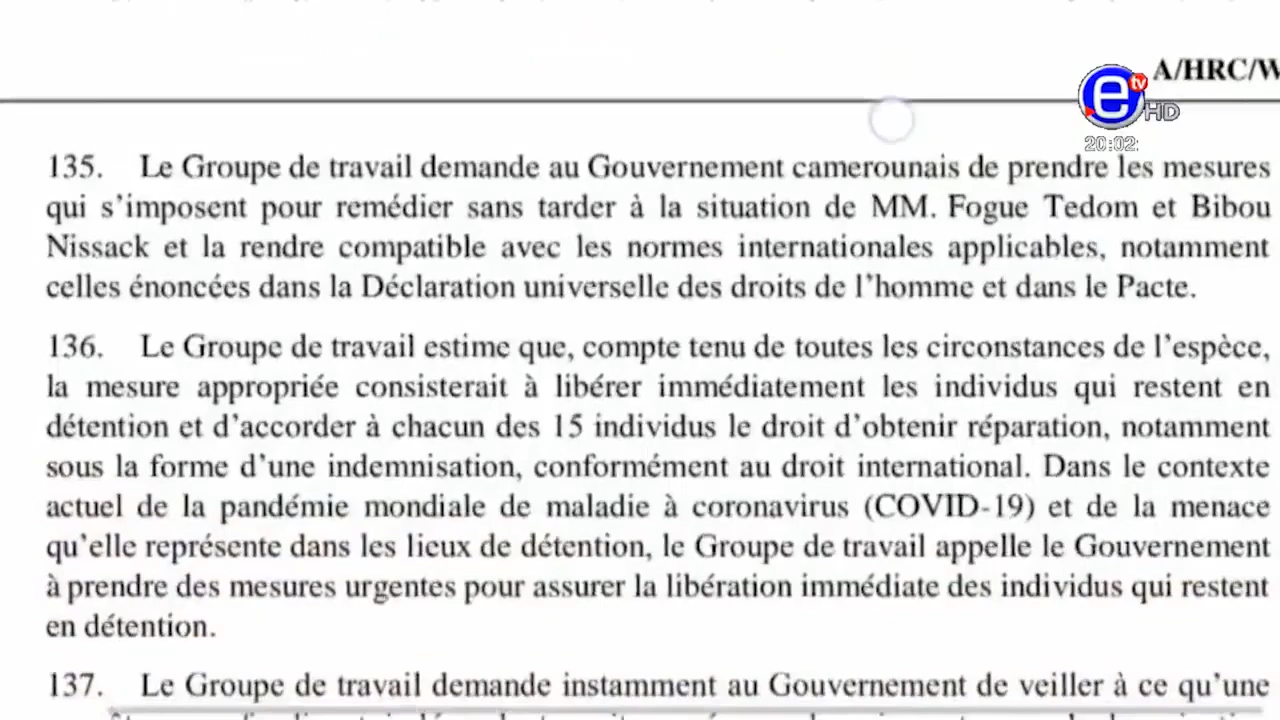 A/HRC/W
e tv HD
20:02
135. Le Groupe de travail demande au Gouvernement camerounais de prendre les mesures
qui s’imposent pour remédier sans tarder à la situation de MM. Fogue Tedom et Bibou
Nissack et la rendre compatible avec les normes internationales applicables, notamment
celles énoncées dans la Déclaration universelle des droits de l’homme et dans le Pacte.
136. Le Groupe de travail estime que, compte tenu de toutes les circonstances de l’espèce,
la mesure appropriée consisterait à libérer immédiatement les individus qui restent en
détention et d’accorder à chacun des 15 individus le droit d’obtenir réparation, notamment
sous la forme d’une indemnisation, conformément au droit international. Dans le contexte
actuel de la pandémie mondiale de maladie à coronavirus (COVID-19) et de la menace
qu’elle représente dans les lieux de détention, le Groupe de travail appelle le Gouvernement
à prendre des mesures urgentes pour assurer la libération immédiate des individus qui restent
en détention.
137. Le Groupe de travail demande instamment au Gouvernement de veiller à ce qu’une